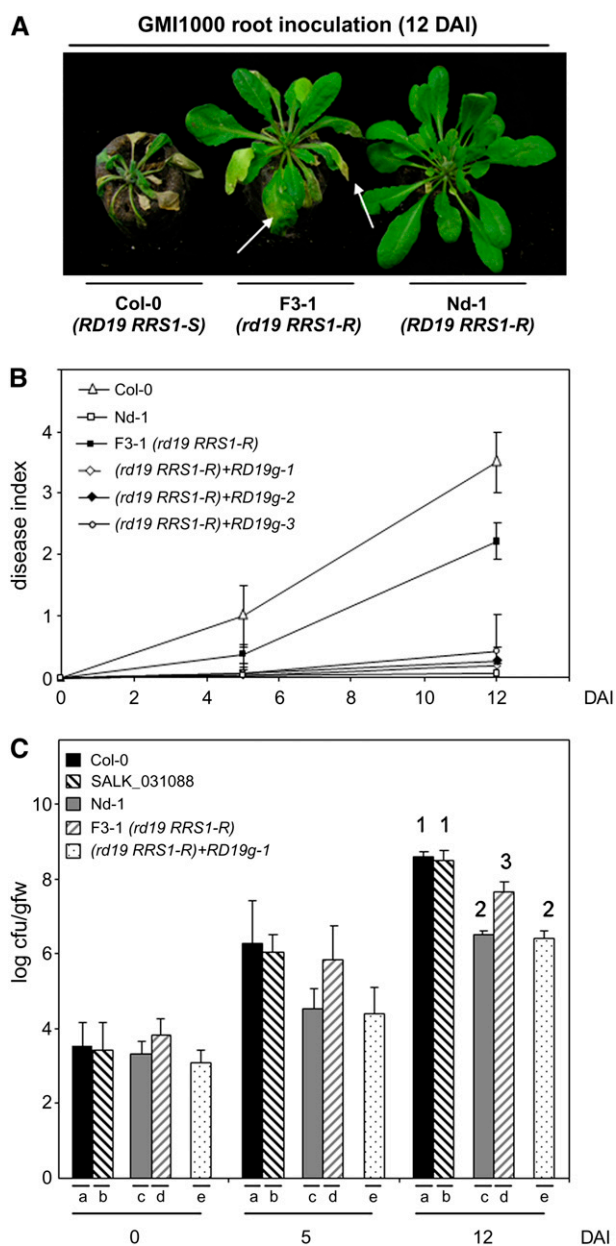 A
GMI1000 root inoculation (12 DAI)
Col-0
(RD19 RRS1-S)
F3-1
(rd19 RRS1-R)
Nd-1
(RD19 RRS1-R)
B
Col-0
Nd-1
F3-1 (rd19 RRS1-R)
(rd19 RRS1-R)+RD19g-1
(rd19 RRS1-R)+RD19g-2
(rd19 RRS1-R)+RD19g-3
disease index
4
3
2
1
0
0 2 4 6 8 10 12 DAI
C
Col-0
SALK_031088
Nd-1
F3-1 (rd19 RRS1-R)
(rd19 RRS1-R)+RD19g-1
log cfu/gfw
10
8
6
4
2
0
1 1 2 3 2
a b c d e a b c d e a b c d e
0 5 12 DAI